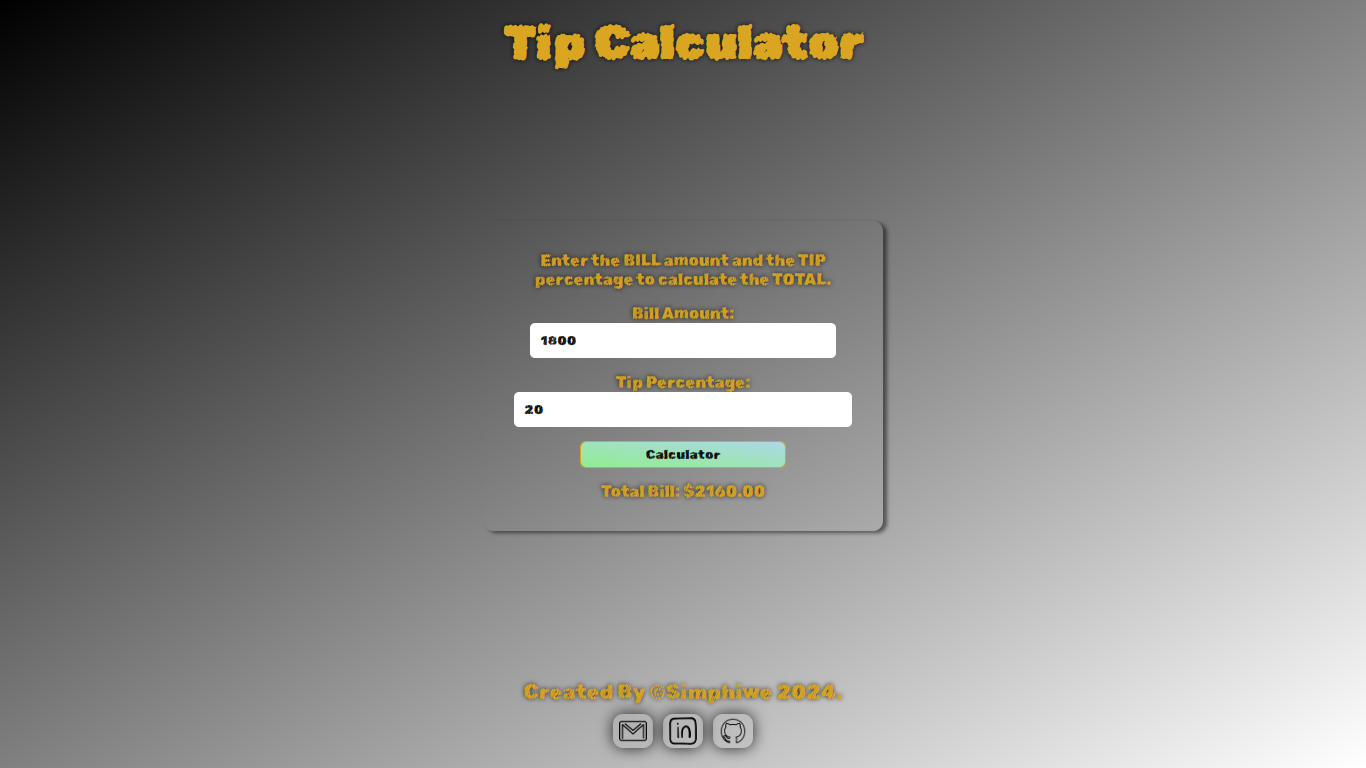 Tip Calculator
Enter the BILL amount and the TIP
percentage to calculate the TOTAL.
Bill Amount:
1800
Tip Percentage:
20
Calculator
Total Bill: $2160.00
Created By ©Simphiwe 2024.
in